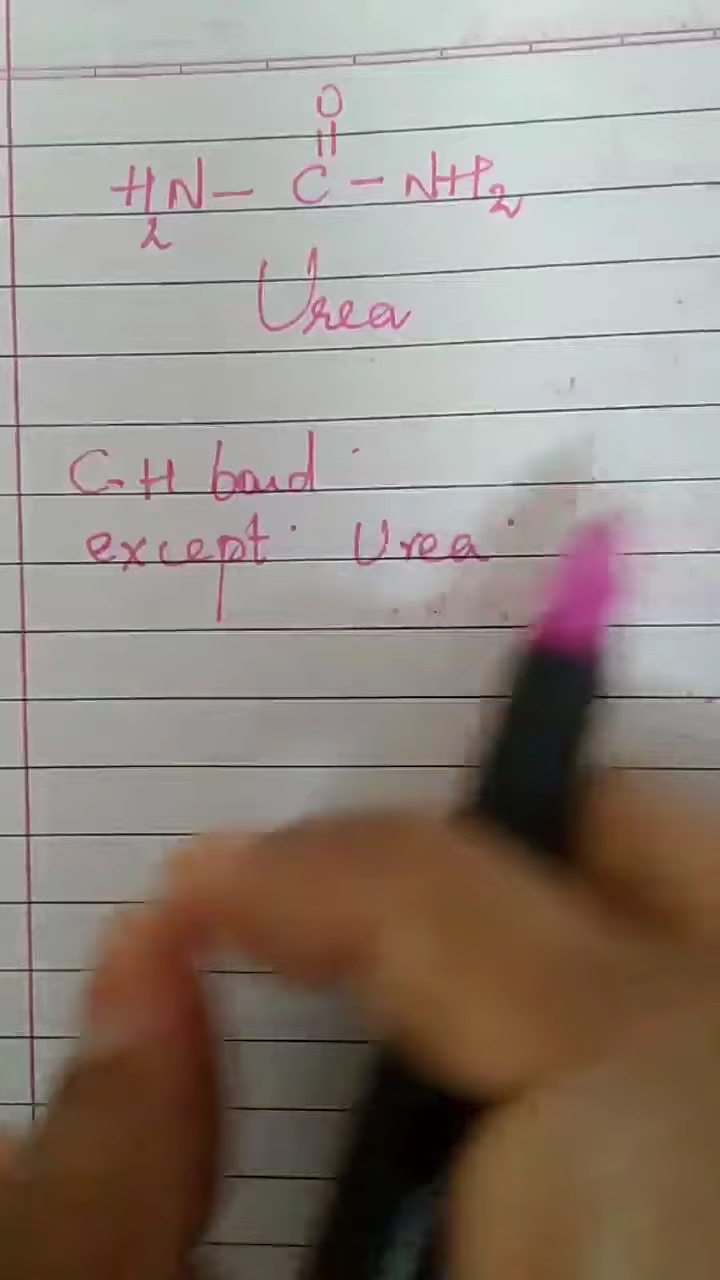 O
||
H2N – C – NH2
Urea
C-H bond
except Urea